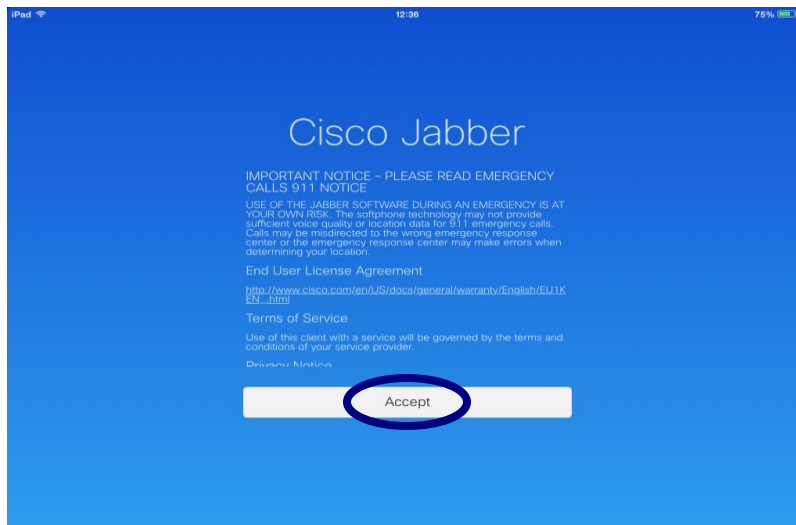 iPad 12:36 75%
Cisco Jabber
IMPORTANT NOTICE – PLEASE READ EMERGENCY
CALLS 911 NOTICE
USE OF THE JABBER SOFTWARE DURING AN EMERGENCY IS AT
YOUR OWN RISK. The softphone technology may not provide
sufficient voice quality or location data for 911 emergency calls.
Calls may be misdirected to the wrong emergency response
center or the emergency response center may make errors when
determining your location.
End User License Agreement
http://www.cisco.com/en/US/docs/general/warranty/English/EU1K
EN_.html
Terms of Service
Use of this client with a service will be governed by the terms and
conditions of your service provider.
Privacy Notice
Accept